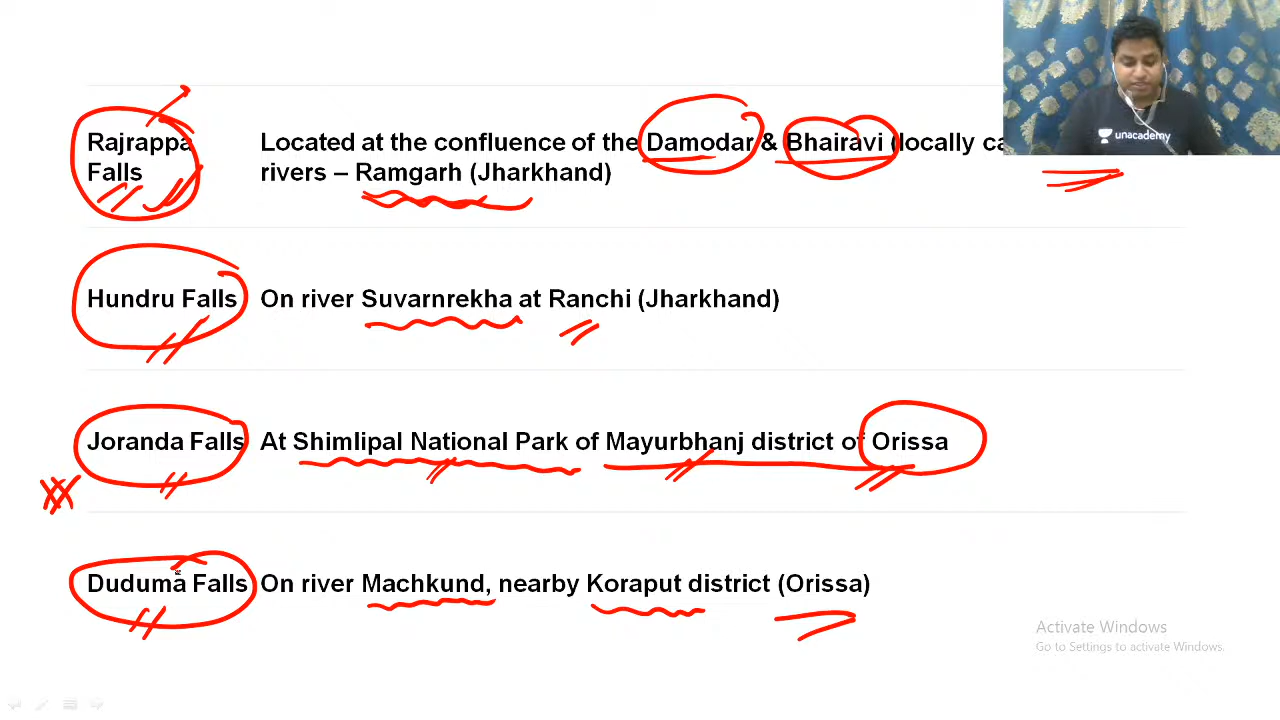 Rajrappa Falls
Located at the confluence of the Damodar & Bhairavi (locally ca
rivers – Ramgarh (Jharkhand)
unacademy
Hundru Falls
On river Suvarnrekha at Ranchi (Jharkhand)
Joranda Falls
At Shimlipal National Park of Mayurbhanj district of Orissa
Duduma Falls
On river Machkund, nearby Koraput district (Orissa)
Activate Windows
Go to Settings to activate Windows.